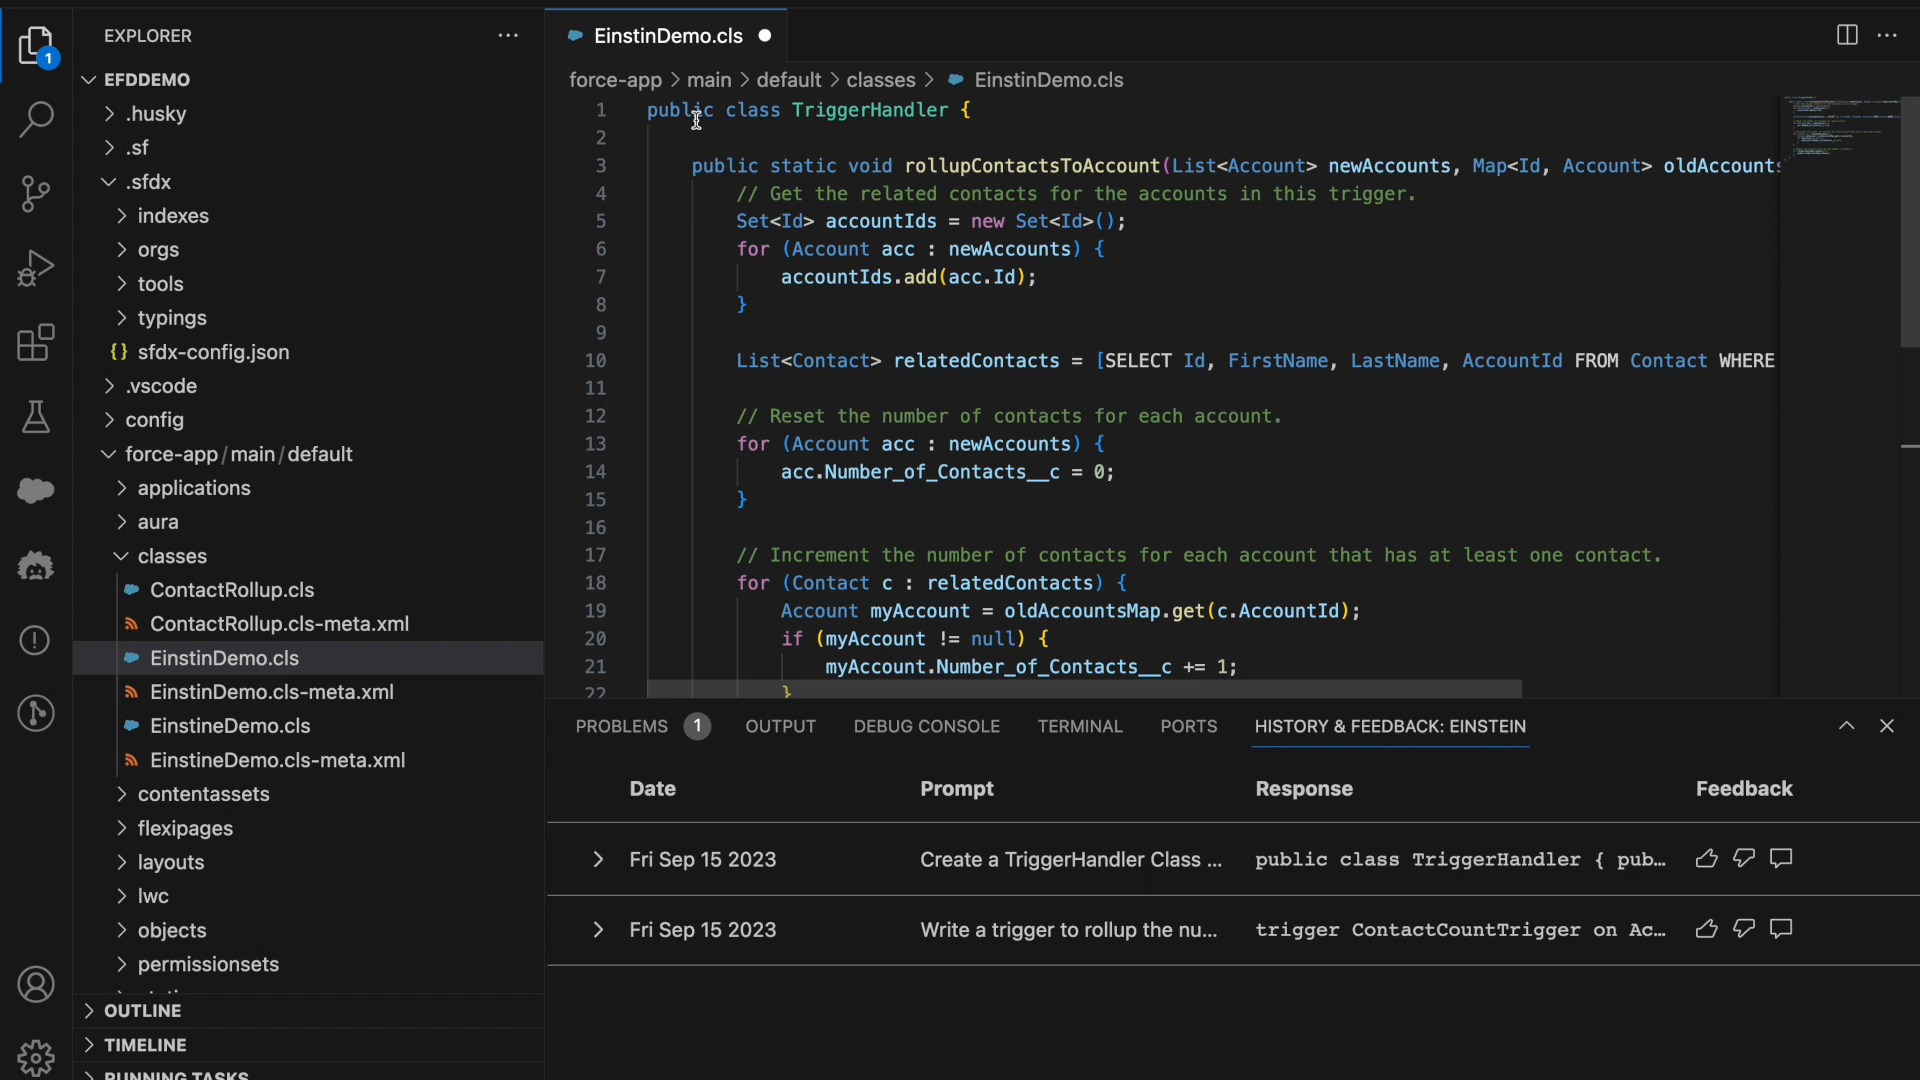 EXPLORER
1
EFDDEMO
.husky
.sf
.sfdx
indexes
orgs
tools
typings
{} sfdx-config.json
.vscode
config
force-app/main/default
applications
aura
classes
ContactRollup.cls
ContactRollup.cls-meta.xml
EinstinDemo.cls
EinstinDemo.cls-meta.xml
EinstineDemo.cls
EinstineDemo.cls-meta.xml
contentassets
flexipages
layouts
lwc
objects
permissionsets
OUTLINE
TIMELINE
RUNNING TASKS
EinstinDemo.cls
force-app > main > default > classes > EinstinDemo.cls
1 public class TriggerHandler {
2
3 public static void rollupContactsToAccount(List<Account> newAccounts, Map<Id, Account> oldAccounts
4 // Get the related contacts for the accounts in this trigger.
5 Set<Id> accountIds = new Set<Id>();
6 for (Account acc : newAccounts) {
7 accountIds.add(acc.Id);
8 }
9
10 List<Contact> relatedContacts = [SELECT Id, FirstName, LastName, AccountId FROM Contact WHERE
11
12 // Reset the number of contacts for each account.
13 for (Account acc : newAccounts) {
14 acc.Number_of_Contacts__c = 0;
15 }
16
17 // Increment the number of contacts for each account that has at least one contact.
18 for (Contact c : relatedContacts) {
19 Account myAccount = oldAccountsMap.get(c.AccountId);
20 if (myAccount != null) {
21 myAccount.Number_of_Contacts__c += 1;
22 }
PROBLEMS 1 OUTPUT DEBUG CONSOLE TERMINAL PORTS HISTORY & FEEDBACK: EINSTEIN
Date Prompt Response Feedback
Fri Sep 15 2023 Create a TriggerHandler Class ... public class TriggerHandler { pub…
Fri Sep 15 2023 Write a trigger to rollup the nu... trigger ContactCountTrigger on Ac…